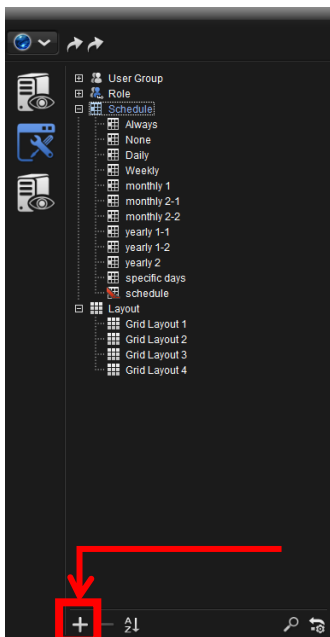 User Group
Role
Schedule
Always
None
Daily
Weekly
monthly 1
monthly 2-1
monthly 2-2
yearly 1-1
yearly 1-2
yearly 2
specific days
schedule
Layout
Grid Layout 1
Grid Layout 2
Grid Layout 3
Grid Layout 4
A
Z